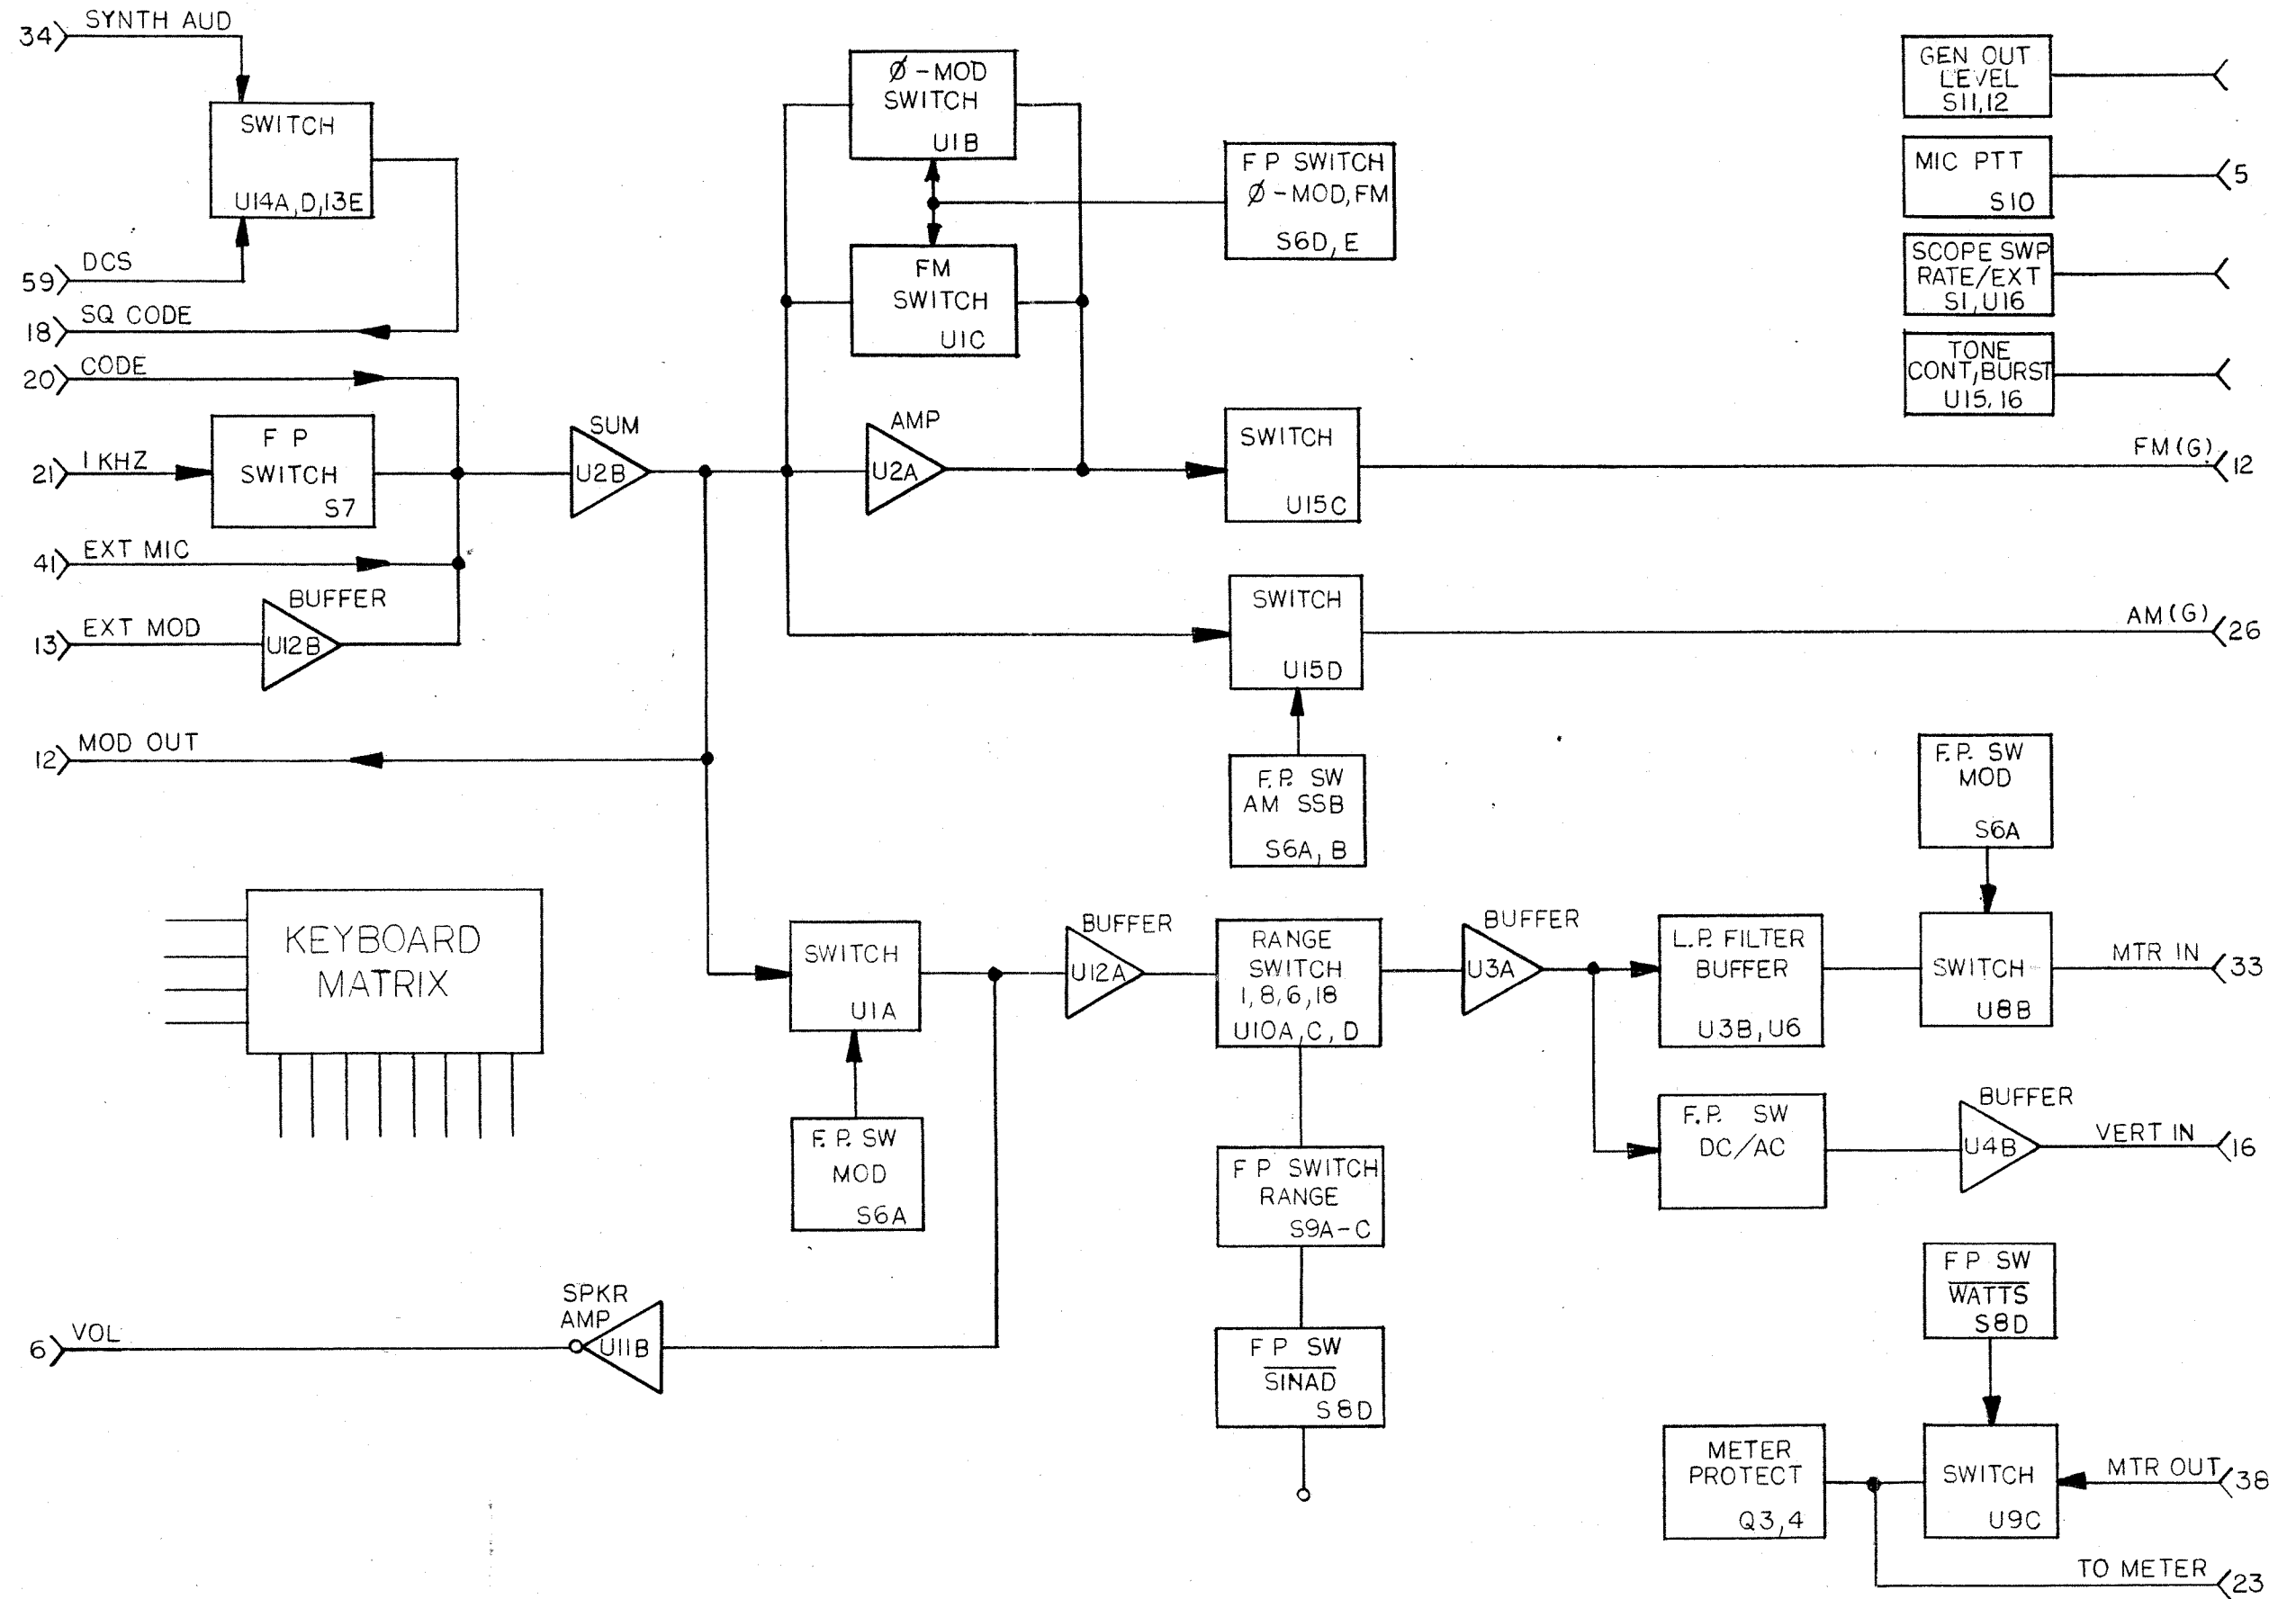 34 SYNTH AUD
SWITCH
U14A, D, 13E
59 DCS
18 SQ CODE
20 CODE
21 1 KHZ
F P
SWITCH
S7
41 EXT MIC
BUFFER
13 EXT MOD
U12B
12 MOD OUT
SUM
U2B
Ø-MOD
SWITCH
U1B
FM
SWITCH
U1C
F P SWITCH
Ø-MOD, FM
S6D, E
AMP
U2A
SWITCH
U15C
FM (G) 12
SWITCH
U15D
AM (G) 26
F.P. SW
AM SSB
S6A, B
GEN OUT
LEVEL
S11,12
MIC PTT
S10
5
SCOPE SWP
RATE/EXT
S1, U16
TONE
CONT, BURST
U15, 16
KEYBOARD
MATRIX
SWITCH
U1A
F.P. SW
MOD
S6A
BUFFER
U12A
RANGE
SWITCH
1, 8, 6, 18
U10A, C, D
F P SWITCH
RANGE
S9A-C
F P SW
SINAD
S8D
BUFFER
U3A
L.P. FILTER
BUFFER
U3B, U6
F.P. SW
MOD
S6A
SWITCH
U8B
MTR IN 33
F.P. SW
DC/AC
BUFFER
U4B
VERT IN 16
SPKR
AMP
U11B
6 VOL
F P SW
WATTS
S8D
METER
PROTECT
Q3, 4
SWITCH
U9C
MTR OUT 38
TO METER 23